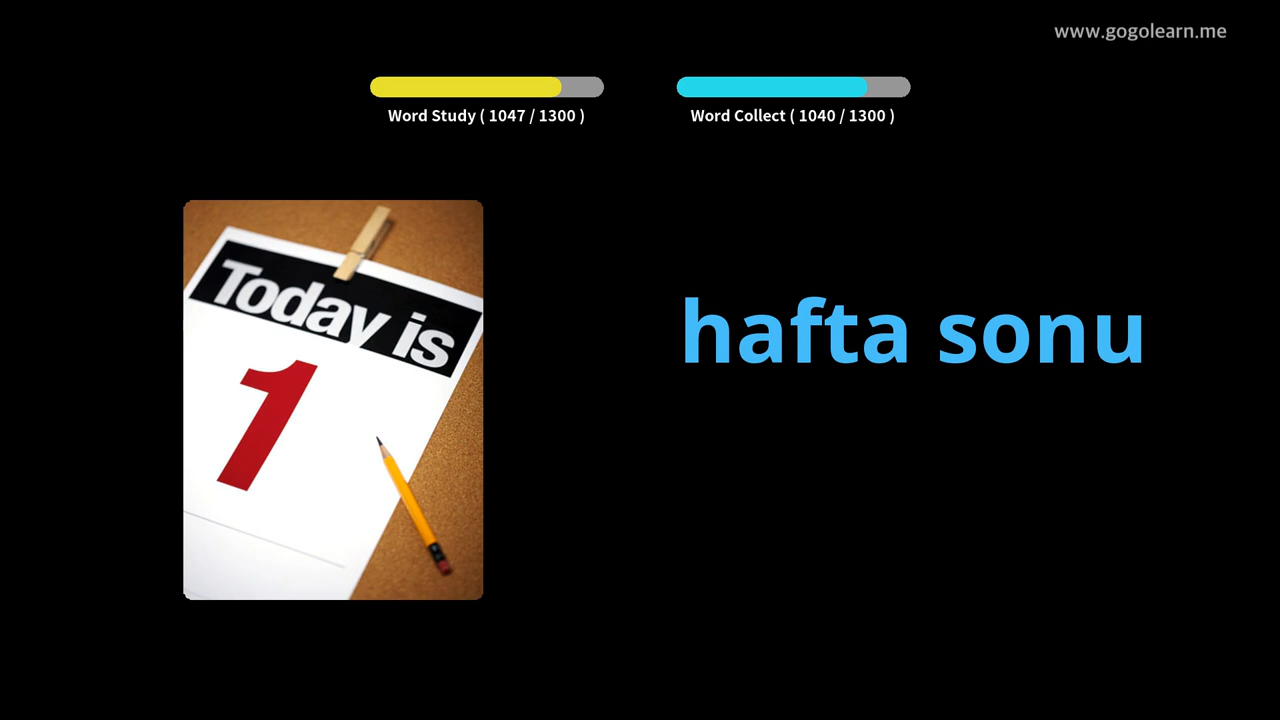 www.gogolearn.me
Word Study ( 1047 / 1300 )
Word Collect ( 1040 / 1300 )
Today is
1
hafta sonu